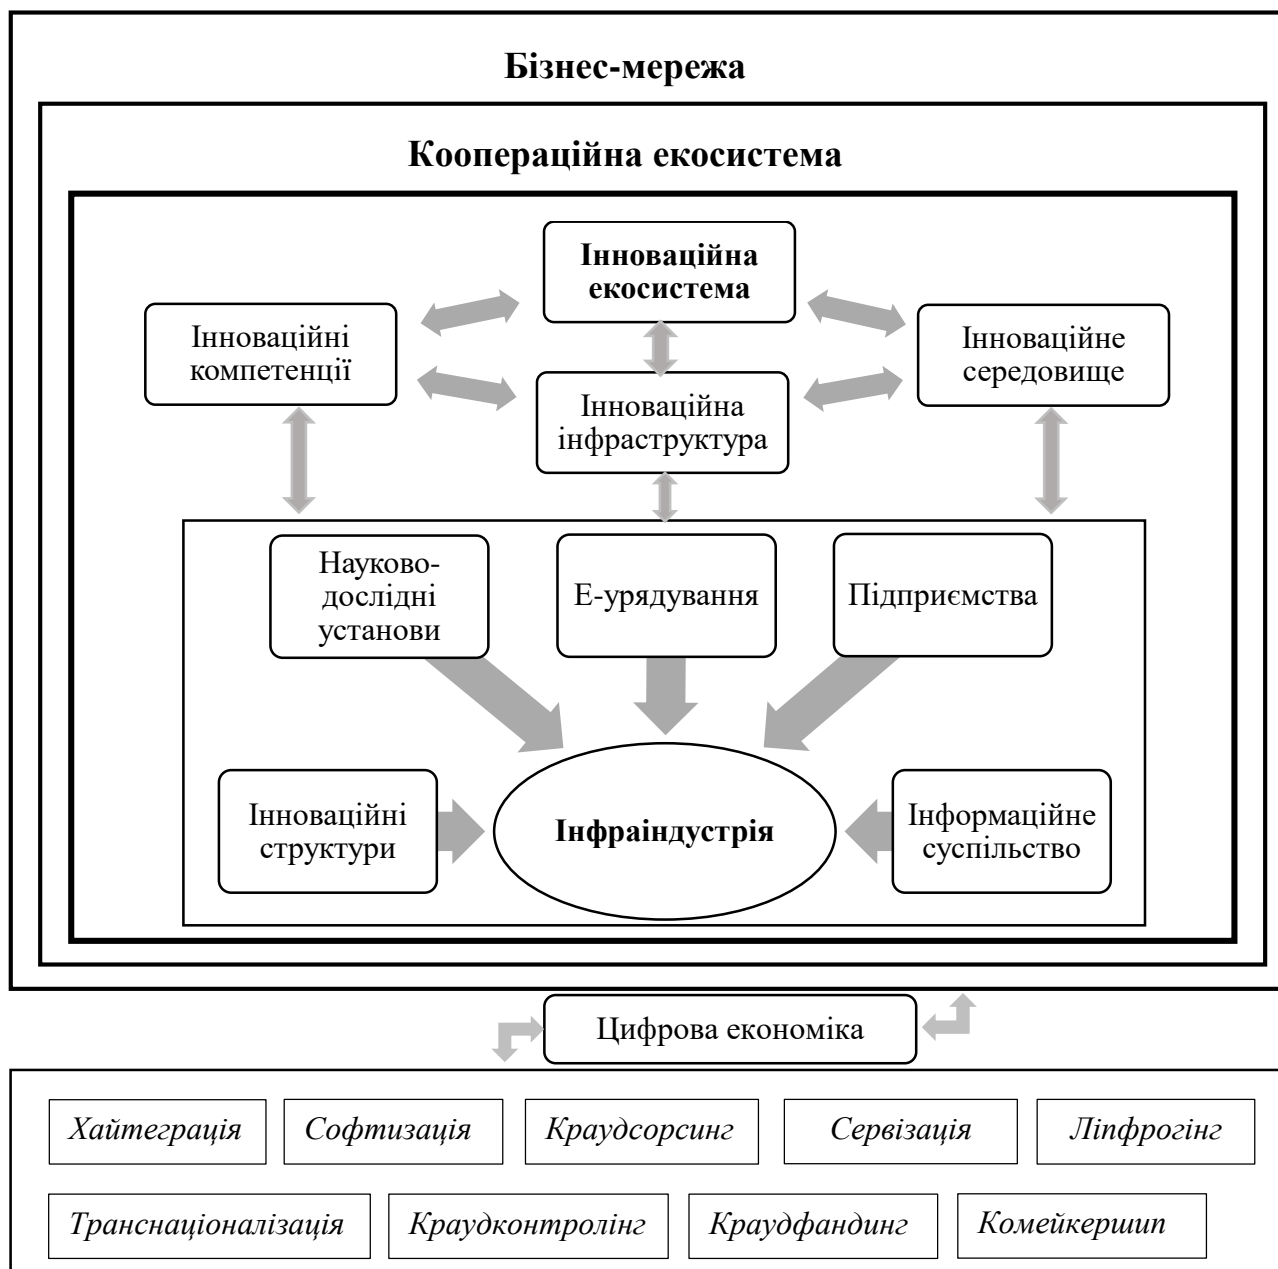 Бізнес-мережа
Коопераційна екосистема
Інноваційна
екосистема
Інноваційні
компетенції
Інноваційне
середовище
Інноваційна
інфраструктура
Науково-
дослідні
установи
Е-урядування
Підприємства
Інноваційні
структури
Інфраіндустрія
Інформаційне
суспільство
Цифрова економіка
Хайтеграція
Софтизація
Краудсорсинг
Сервізація
Ліпфрогінг
Транснаціоналізація
Краудконтролінг
Краудфандинг
Комейкершип